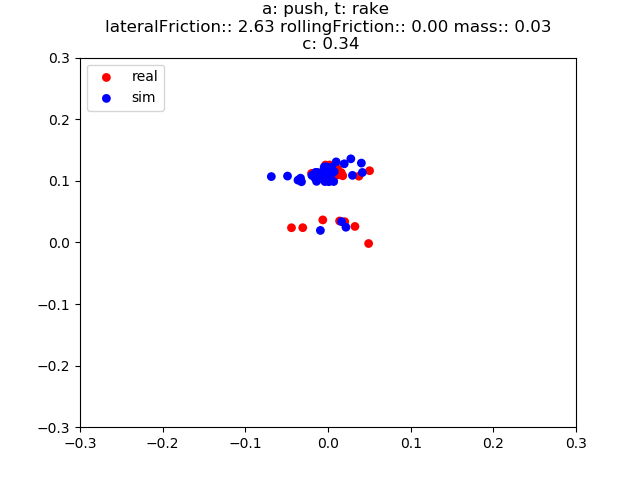 a: push, t: rake
lateralFriction:: 2.63 rollingFriction:: 0.00 mass:: 0.03
c: 0.34
real
sim
0.3
0.2
0.1
0.0
−0.1
−0.2
−0.3
−0.3
−0.2
−0.1
0.0
0.1
0.2
0.3